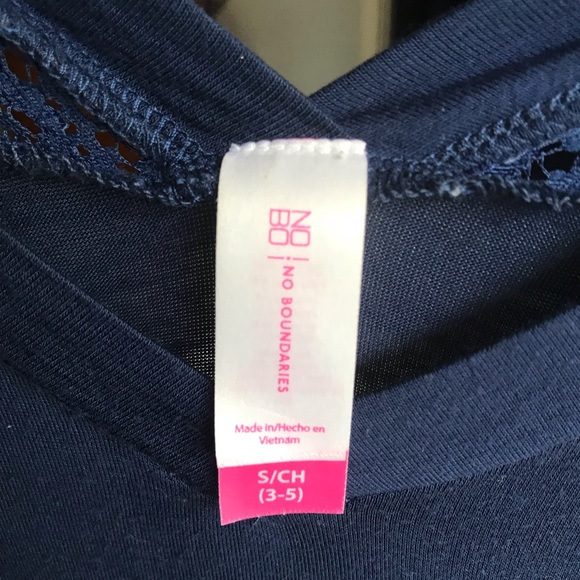 NO
BO
NO BOUNDARIES
Made in/Hecho en
Vietnam
S/CH
(3-5)